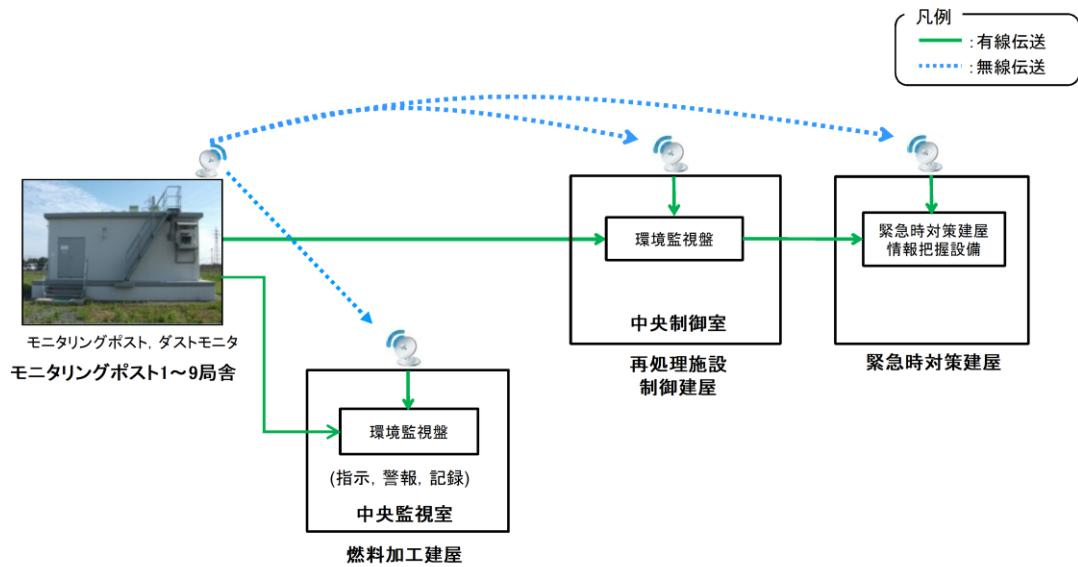 凡例
:有線伝送
:無線伝送
モニタリングポスト, ダストモニタ
モニタリングポスト1～9局舎
環境監視盤
(指示, 警報, 記録)
中央監視室
燃料加工建屋
環境監視盤
中央制御室
再処理施設
制御建屋
緊急時対策建屋
情報把握設備
緊急時対策建屋